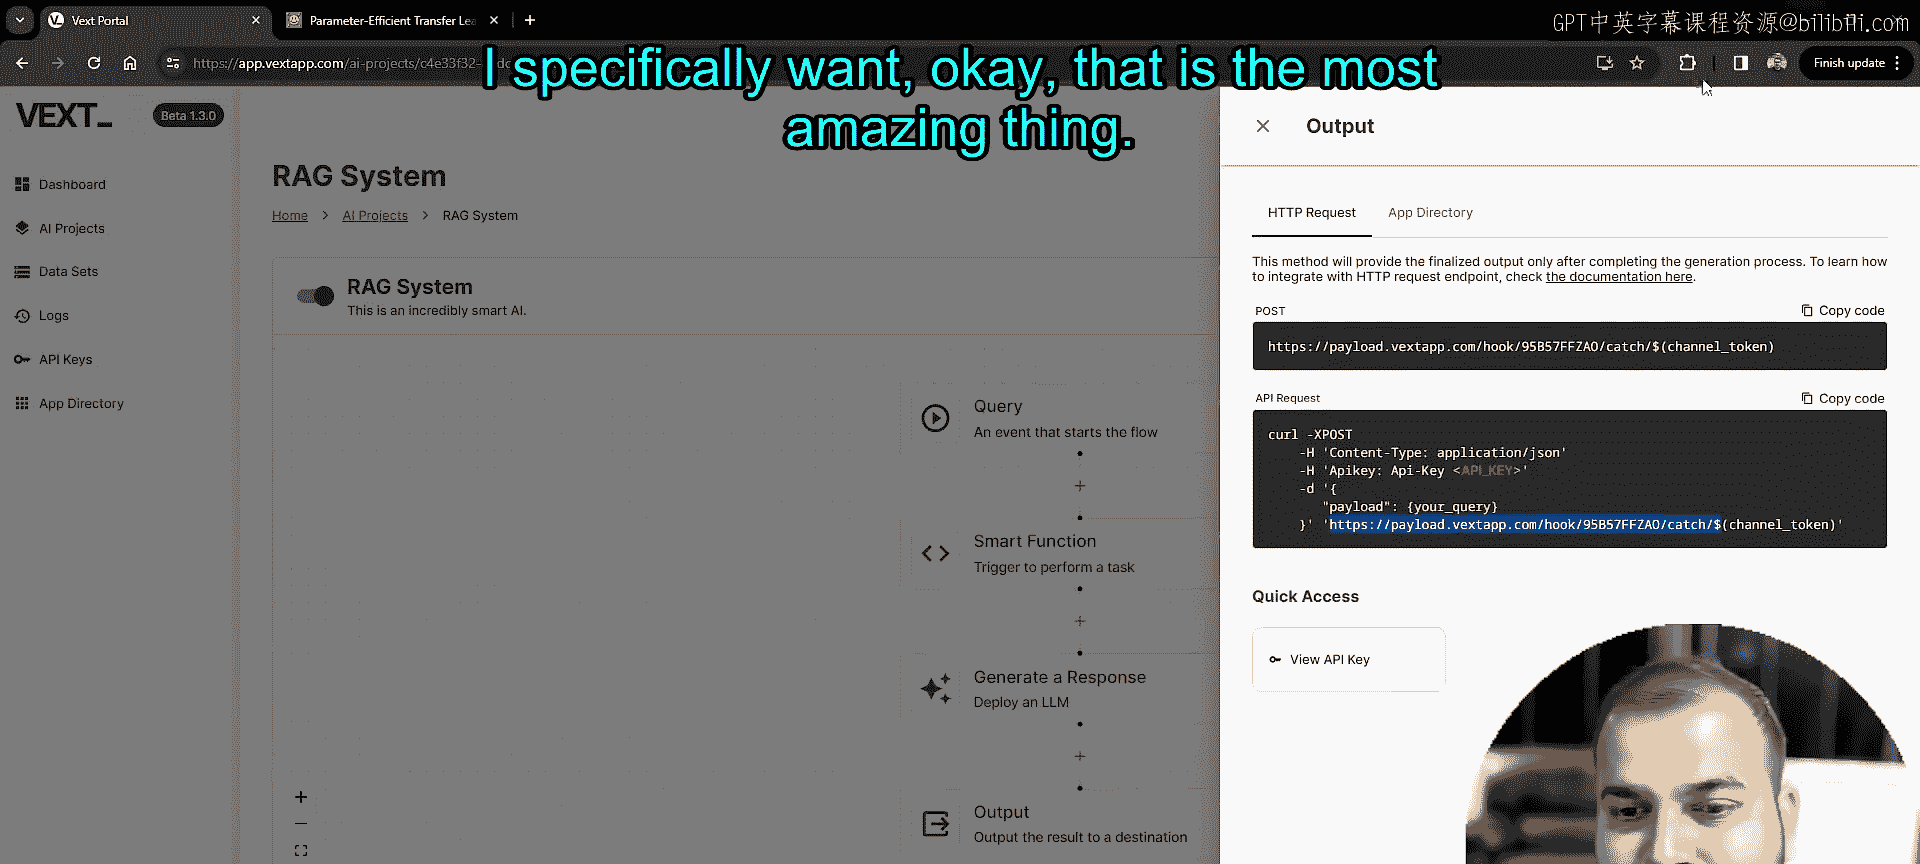 Vext Portal
Parameter-Efficient Transfer Lea
GPT中英字幕课程资源@bilibili.com
https://app.vextapp.com/ai-projects/c4e33f32-
Finish update
I specifically want, okay, that is the most
amazing thing.
VEXT_
Beta 1.3.0
Dashboard
AI Projects
Data Sets
Logs
API Keys
App Directory
RAG System
Home > AI Projects > RAG System
RAG System
This is an incredibly smart AI.
Query
An event that starts the flow
Smart Function
Trigger to perform a task
Generate a Response
Deploy an LLM
Output
Output the result to a destination
Output
HTTP Request
App Directory
This method will provide the finalized output only after completing the generation process. To learn how
to integrate with HTTP request endpoint, check the documentation here.
POST
Copy code
https://payload.vextapp.com/hook/95B57FFZAO/catch/$(channel_token)
API Request
Copy code
curl -XPOST
-H 'Content-Type: application/json'
-H 'Apikey: Api-Key <API_KEY>'
-d '{
"payload": {your_query}
}' 'https://payload.vextapp.com/hook/95B57FFZAO/catch/$(channel_token)'
Quick Access
View API Key